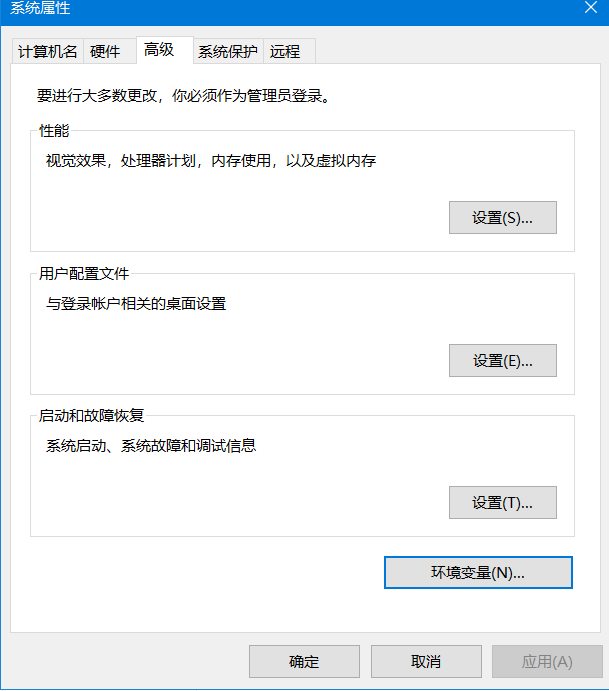 系统属性
计算机名 硬件 高级 系统保护 远程
要进行大多数更改，你必须作为管理员登录。
性能
视觉效果，处理器计划，内存使用，以及虚拟内存
设置(S)...
用户配置文件
与登录帐户相关的桌面设置
设置(E)...
启动和故障恢复
系统启动、系统故障和调试信息
设置(T)...
环境变量(N)...
确定 取消 应用(A)